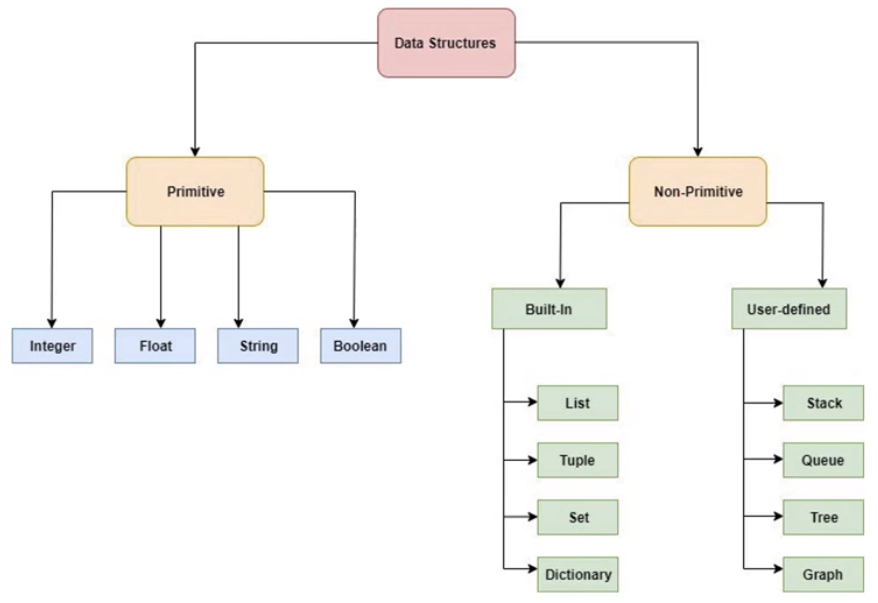 Data Structures
Primitive
Non-Primitive
Integer
Float
String
Boolean
Built-In
User-defined
List
Tuple
Set
Dictionary
Stack
Queue
Tree
Graph